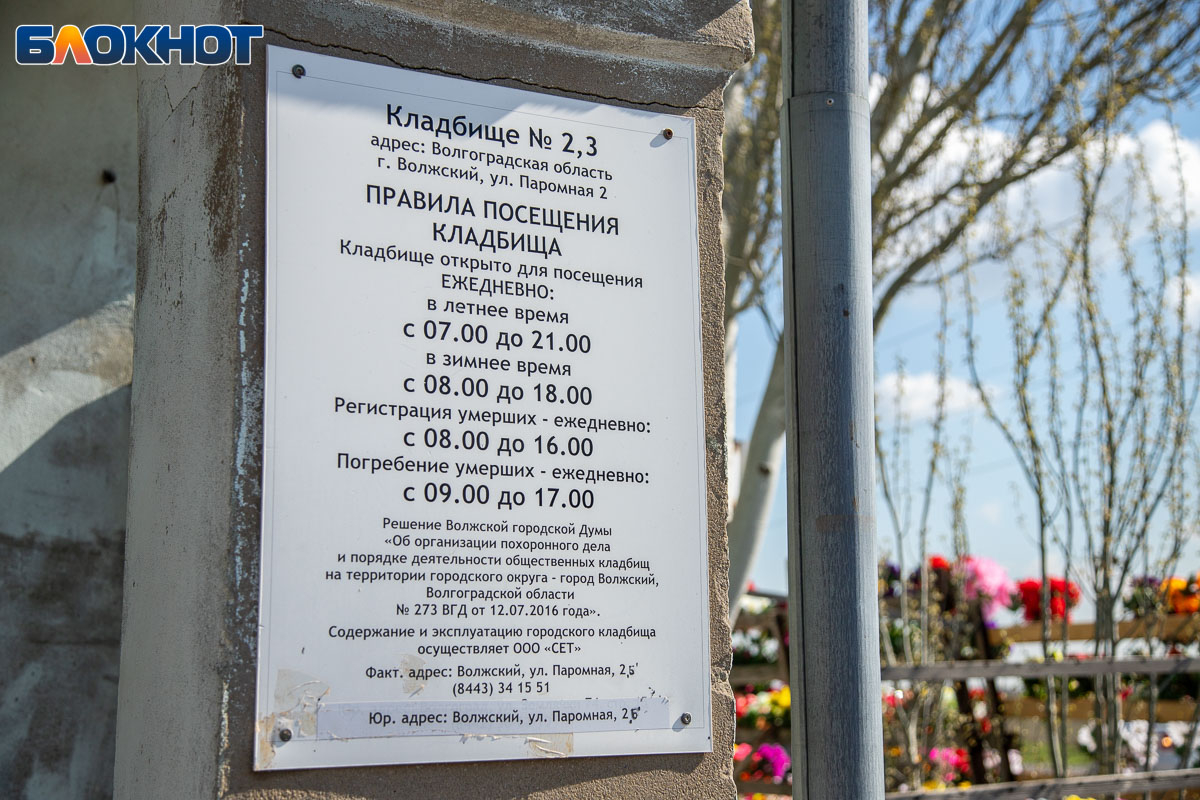 БЛОКНОТ
Кладбище № 2,3
адрес: Волгоградская область
г. Волжский, ул. Паромная 2
ПРАВИЛА ПОСЕЩЕНИЯ
КЛАДБИЩА
Кладбище открыто для посещения
ЕЖЕДНЕВНО:
в летнее время
с 07.00 до 21.00
в зимнее время
с 08.00 до 18.00
Регистрация умерших - ежедневно:
с 08.00 до 16.00
Погребение умерших - ежедневно:
с 09.00 до 17.00
Решение Волжской городской Думы
«Об организации похоронного дела
и порядке деятельности общественных кладбищ
на территории городского округа - город Волжский,
Волгоградской области
№ 273 ВГД от 12.07.2016 года».
Содержание и эксплуатацию городского кладбища
осуществляет ООО «СЕТ»
Факт. адрес: Волжский, ул. Паромная,
(8443) 34 15 51
Юр. адрес: Волжский, ул. Паромная,